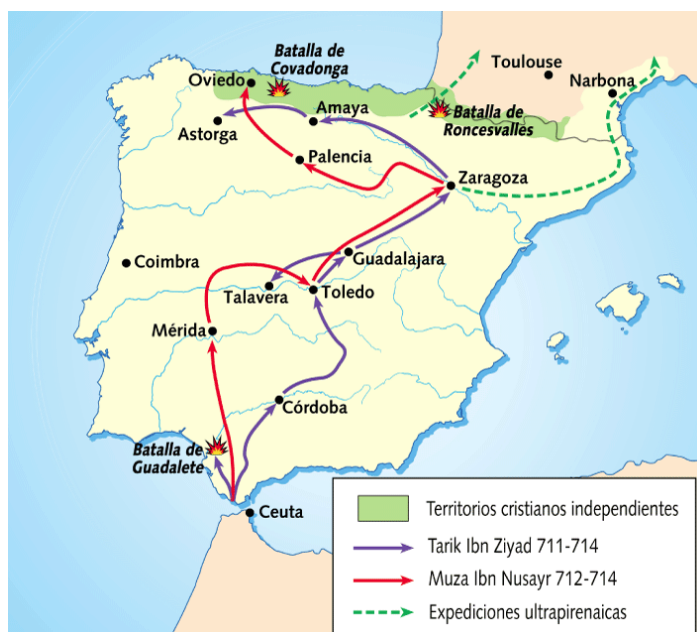 Toulouse
Batalla de
Covadonga
Oviedo
Narbona
Amaya
Batalla de
Roncesvalles
Astorga
Palencia
Zaragoza
Coimbra
Guadalajara
Talavera
Toledo
Mérida
Córdoba
Batalla de
Guadalete
Ceuta
Territorios cristianos independientes
Tarik Ibn Ziyad 711-714
Muza Ibn Nusayr 712-714
Expediciones ultrapirenaicas